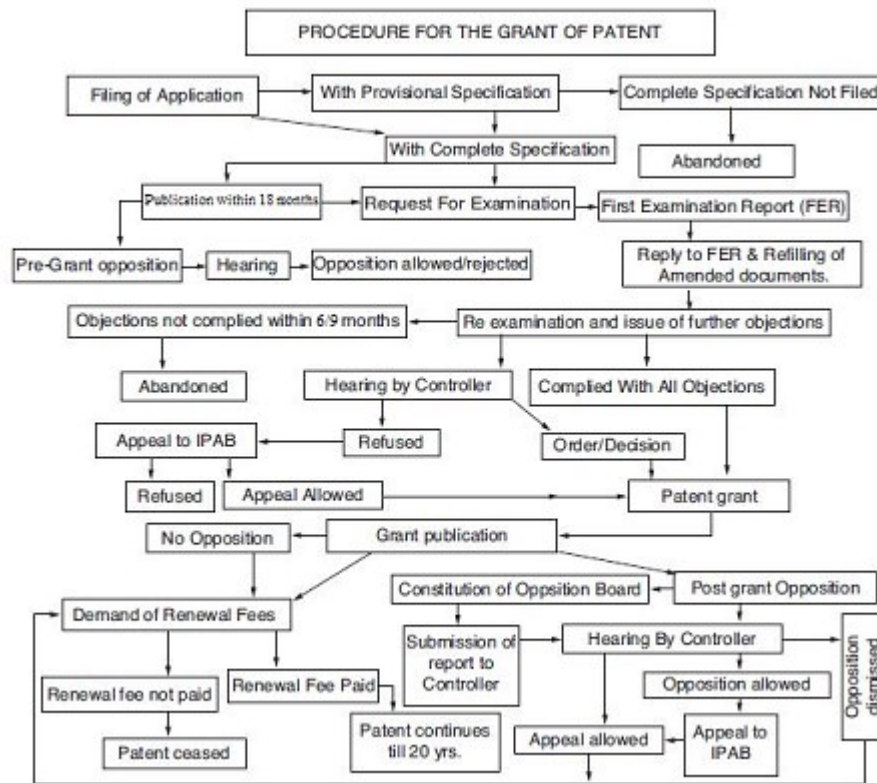 PROCEDURE FOR THE GRANT OF PATENT
Filing of Application
With Provisional Specification
Complete Specification Not Filed
With Complete Specification
Abandoned
Publication within 18 months
Request For Examination
First Examination Report (FER)
Pre-Grant opposition
Hearing
Opposition allowed/rejected
Reply to FER & Refilling of
Amended documents.
Objections not complied within 6/9 months
Re examination and issue of further objections
Abandoned
Hearing by Controller
Complied With All Objections
Appeal to IPAB
Refused
Order/Decision
Refused
Appeal Allowed
Patent grant
No Opposition
Grant publication
Constitution of Oppsition Board
Post grant Opposition
Demand of Renewal Fees
Submission of
report to
Controller
Hearing By Controller
Opposition
dismissed
Renewal fee not paid
Renewal Fee Paid
Opposition allowed
Patent ceased
Patent continues
till 20 yrs.
Appeal allowed
Appeal to
IPAB